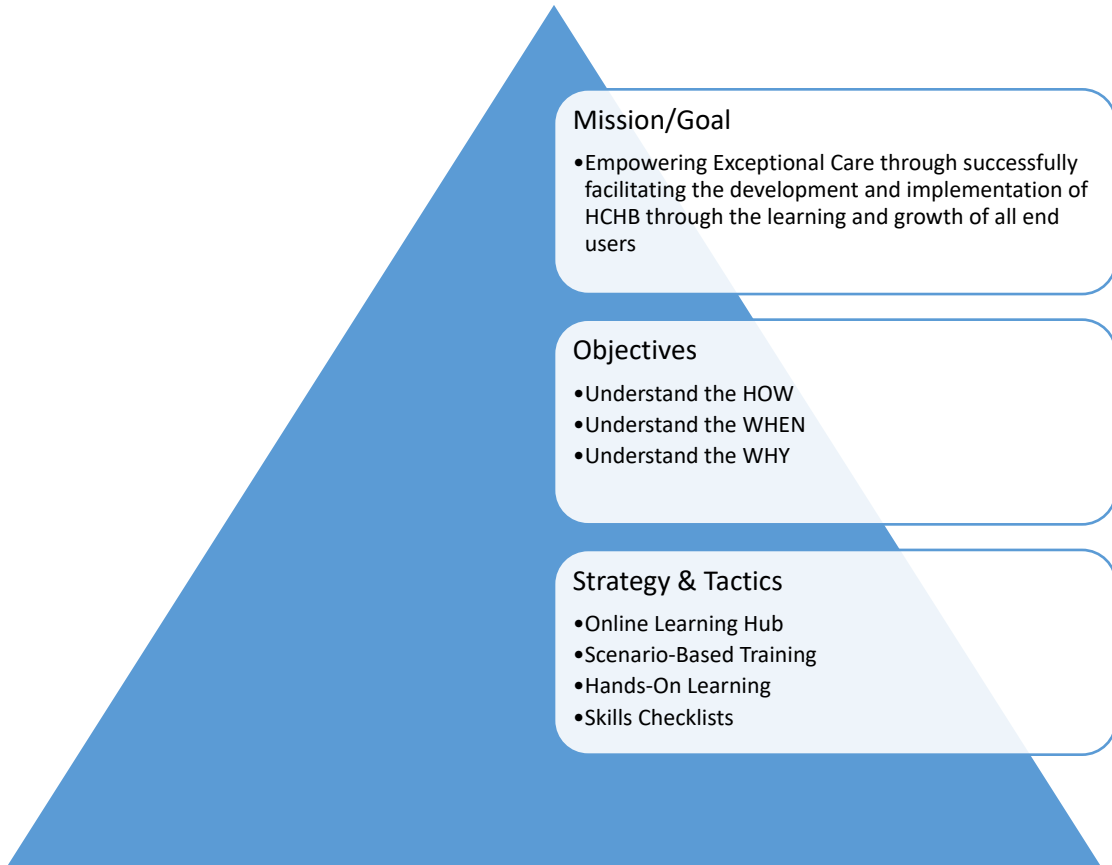 Mission/Goal
•Empowering Exceptional Care through successfully
facilitating the development and implementation of
HCHB through the learning and growth of all end
users
Objectives
•Understand the HOW
•Understand the WHEN
•Understand the WHY
Strategy & Tactics
•Online Learning Hub
•Scenario-Based Training
•Hands-On Learning
•Skills Checklists